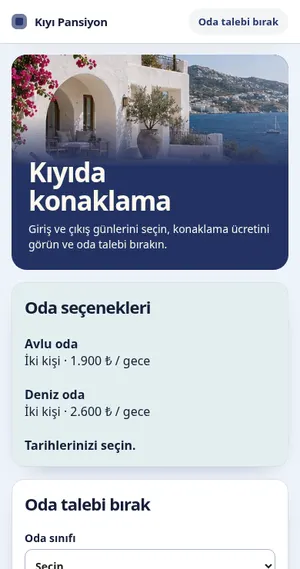 Kıyı Pansiyon
Oda talebi bırak
Kıyıda
konaklama
Giriş ve çıkış günlerini seçin, konaklama ücretini
görün ve oda talebi bırakın.
Oda seçenekleri
Avlu oda
İki kişi · 1.900 ₺ / gece
Deniz oda
İki kişi · 2.600 ₺ / gece
Tarihlerinizi seçin.
Oda talebi bırak
Oda sınıfı
Seçin